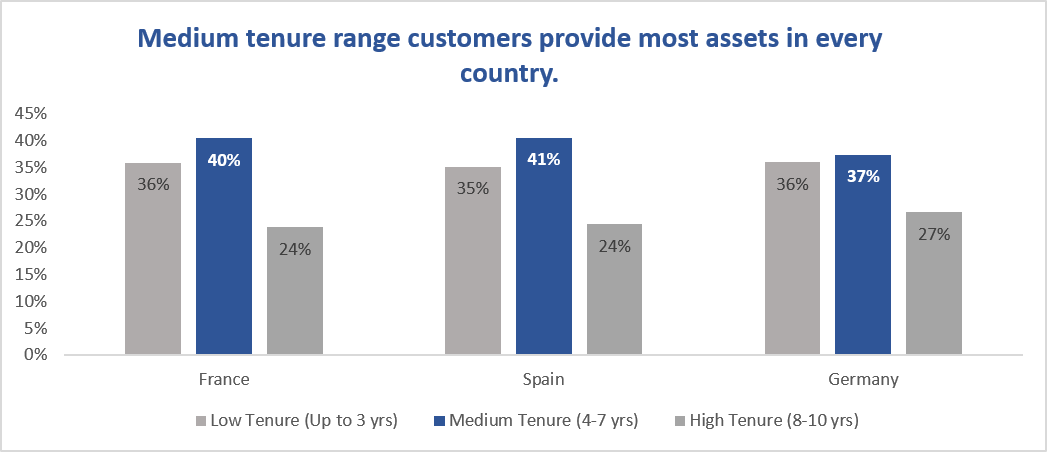 Medium tenure range customers provide most assets in every
country.
45%
40%
35%
30%
25%
20%
15%
10%
5%
0%
36%
40%
24%
35%
41%
24%
36%
37%
27%
France
Spain
Germany
Low Tenure (Up to 3 yrs)
Medium Tenure (4-7 yrs)
High Tenure (8-10 yrs)